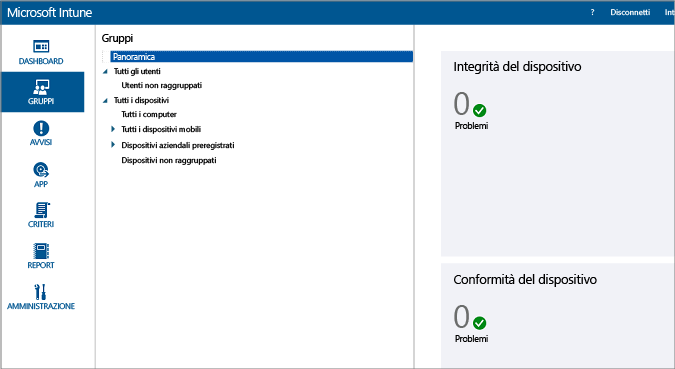 Microsoft Intune
? Disconnetti Int
DASHBOARD
GRUPPI
AVVISI
APP
CRITERI
REPORT
AMMINISTRAZIONE
Gruppi
Panoramica
Tutti gli utenti
Utenti non raggruppati
Tutti i dispositivi
Tutti i computer
Tutti i dispositivi mobili
Dispositivi aziendali preregistrati
Dispositivi non raggruppati
Integrità del dispositivo
0
Problemi
Conformità del dispositivo
0
Problemi